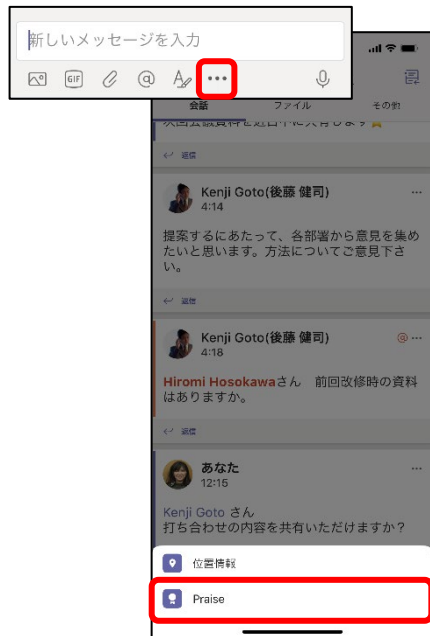 新しいメッセージを入力
GIF
会話 ファイル その他
返信
Kenji Goto(後藤 健司)
4:14
提案するにあたって、各部署から意見を集め
たいと思います。方法についてご意見下さ
い。
返信
Kenji Goto(後藤 健司)
4:18
Hiromi Hosokawaさん 前回改修時の資料
はありますか。
返信
あなた
12:15
Kenji Goto さん
打ち合わせの内容を共有いただけますか？
位置情報
Praise